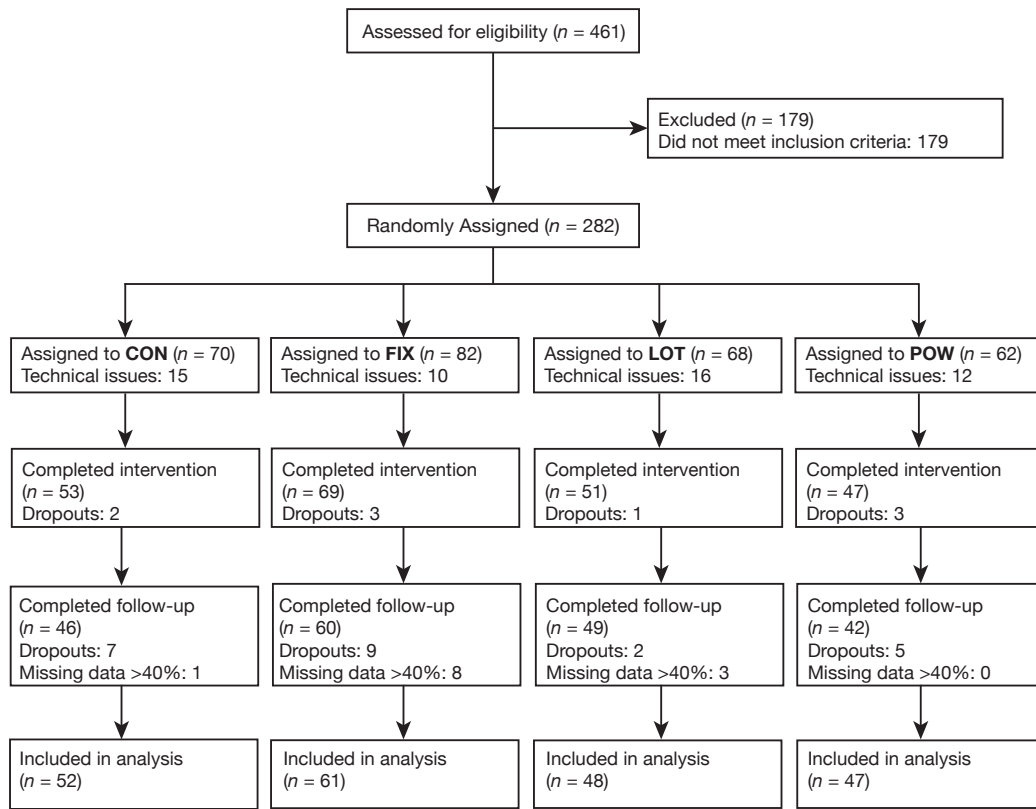 Assessed for eligibility (n = 461)
Excluded (n = 179)
Did not meet inclusion criteria: 179
Randomly Assigned (n = 282)
Assigned to CON (n = 70)
Technical issues: 15
Assigned to FIX (n = 82)
Technical issues: 10
Assigned to LOT (n = 68)
Technical issues: 16
Assigned to POW (n = 62)
Technical issues: 12
Completed intervention
(n = 53)
Dropouts: 2
Completed intervention
(n = 69)
Dropouts: 3
Completed intervention
(n = 51)
Dropouts: 1
Completed intervention
(n = 47)
Dropouts: 3
Completed follow-up
(n = 46)
Dropouts: 7
Missing data >40%: 1
Completed follow-up
(n = 60)
Dropouts: 9
Missing data >40%: 8
Completed follow-up
(n = 49)
Dropouts: 2
Missing data >40%: 3
Completed follow-up
(n = 42)
Dropouts: 5
Missing data >40%: 0
Included in analysis
(n = 52)
Included in analysis
(n = 61)
Included in analysis
(n = 48)
Included in analysis
(n = 47)